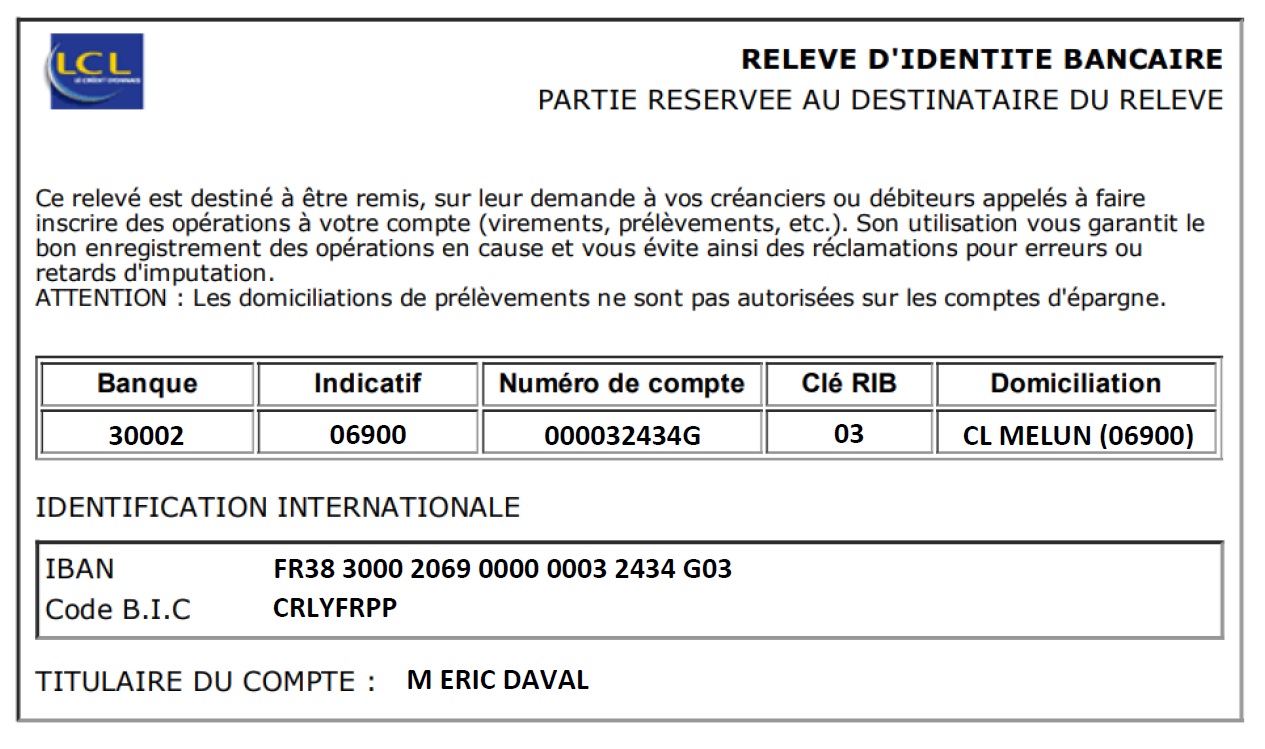 LCL
LE CREDIT LYONNAIS
RELEVE D'IDENTITE BANCAIRE
PARTIE RESERVEE AU DESTINATAIRE DU RELEVE
Ce relevé est destiné à être remis, sur leur demande à vos créanciers ou débiteurs appelés à faire
inscrire des opérations à votre compte (virements, prélèvements, etc.). Son utilisation vous garantit le
bon enregistrement des opérations en cause et vous évite ainsi des réclamations pour erreurs ou
retards d'imputation.
ATTENTION : Les domiciliations de prélèvements ne sont pas autorisées sur les comptes d'épargne.
Banque Indicatif Numéro de compte Clé RIB Domiciliation
30002 06900 000032434G 03 CL MELUN (06900)
IDENTIFICATION INTERNATIONALE
IBAN FR38 3000 2069 0000 0003 2434 G03
Code B.I.C CRLYFRPP
TITULAIRE DU COMPTE : M ERIC DAVAL